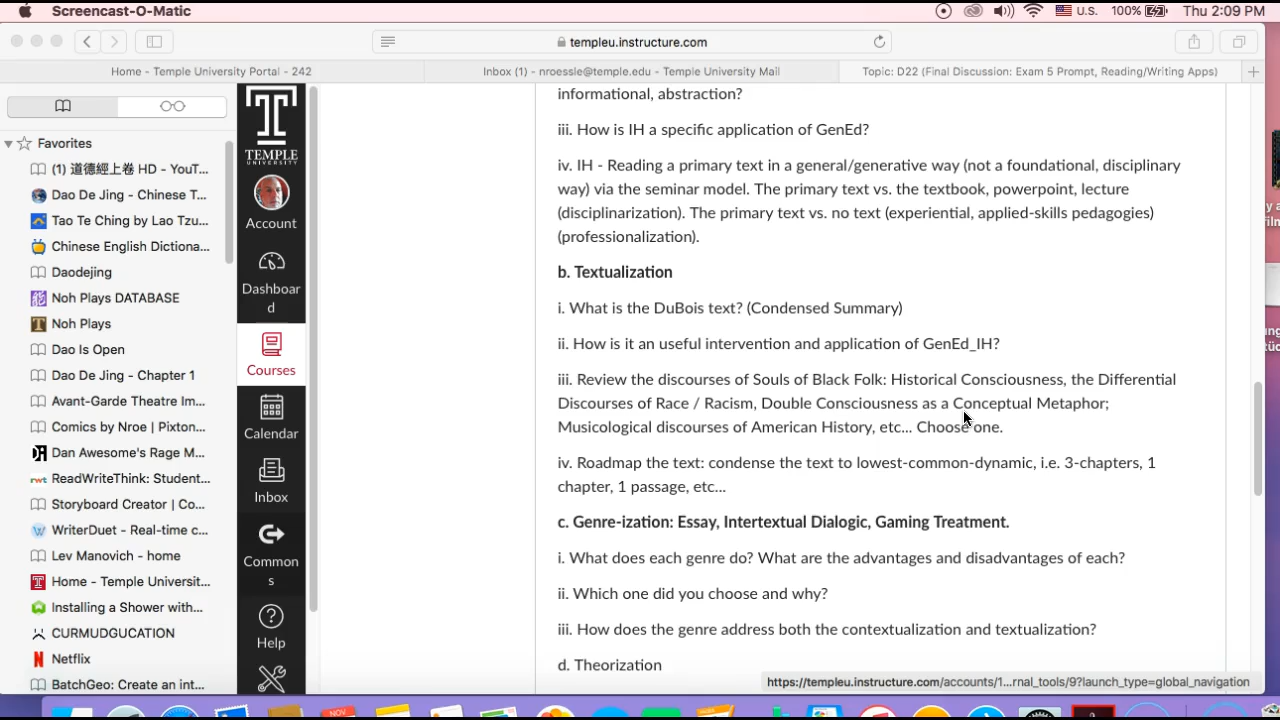 Screencast-O-Matic
U.S. 100% Thu 2:09 PM
templeu.instructure.com
Home - Temple University Portal - 242
Inbox (1) - nroessle@temple.edu - Temple University Mail
Topic: D22 (Final Discussion: Exam 5 Prompt, Reading/Writing Apps)
Favorites
(1) 道德經上卷 HD - YouT...
Dao De Jing - Chinese T...
Tao Te Ching by Lao Tzu...
Chinese English Dictiona...
Daodejing
Noh Plays DATABASE
Noh Plays
Dao Is Open
Dao De Jing - Chapter 1
Avant-Garde Theatre Im...
Comics by Nroe | Pixton...
Dan Awesome's Rage M...
ReadWriteThink: Student...
Storyboard Creator | Co...
WriterDuet - Real-time c...
Lev Manovich - home
Home - Temple Universit...
Installing a Shower with...
CURMUDGUCATION
Netflix
BatchGeo: Create an int...
TEMPLE
UNIVERSITY
Account
Dashboar
d
Courses
Calendar
Inbox
Common
s
Help
informational, abstraction?
iii. How is IH a specific application of GenEd?
iv. IH - Reading a primary text in a general/generative way (not a foundational, disciplinary
way) via the seminar model. The primary text vs. the textbook, powerpoint, lecture
(disciplinarization). The primary text vs. no text (experiential, applied-skills pedagogies)
(professionalization).
b. Textualization
i. What is the DuBois text? (Condensed Summary)
ii. How is it an useful intervention and application of GenEd_IH?
iii. Review the discourses of Souls of Black Folk: Historical Consciousness, the Differential
Discourses of Race / Racism, Double Consciousness as a Conceptual Metaphor;
Musicological discourses of American History, etc... Choose one.
iv. Roadmap the text: condense the text to lowest-common-dynamic, i.e. 3-chapters, 1
chapter, 1 passage, etc...
c. Genre-ization: Essay, Intertextual Dialogic, Gaming Treatment.
i. What does each genre do? What are the advantages and disadvantages of each?
ii. Which one did you choose and why?
iii. How does the genre address both the contextualization and textualization?
d. Theorization
https://templeu.instructure.com/accounts/1...rnal_tools/9?launch_type=global_navigation
NOV